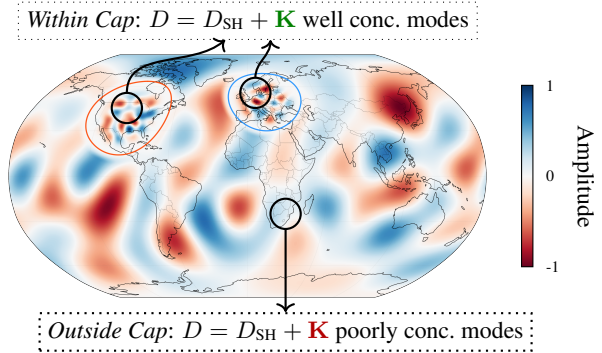 Within Cap: D = D_SH + K well conc. modes
1
0
-1
Amplitude
Outside Cap: D = D_SH + K poorly conc. modes